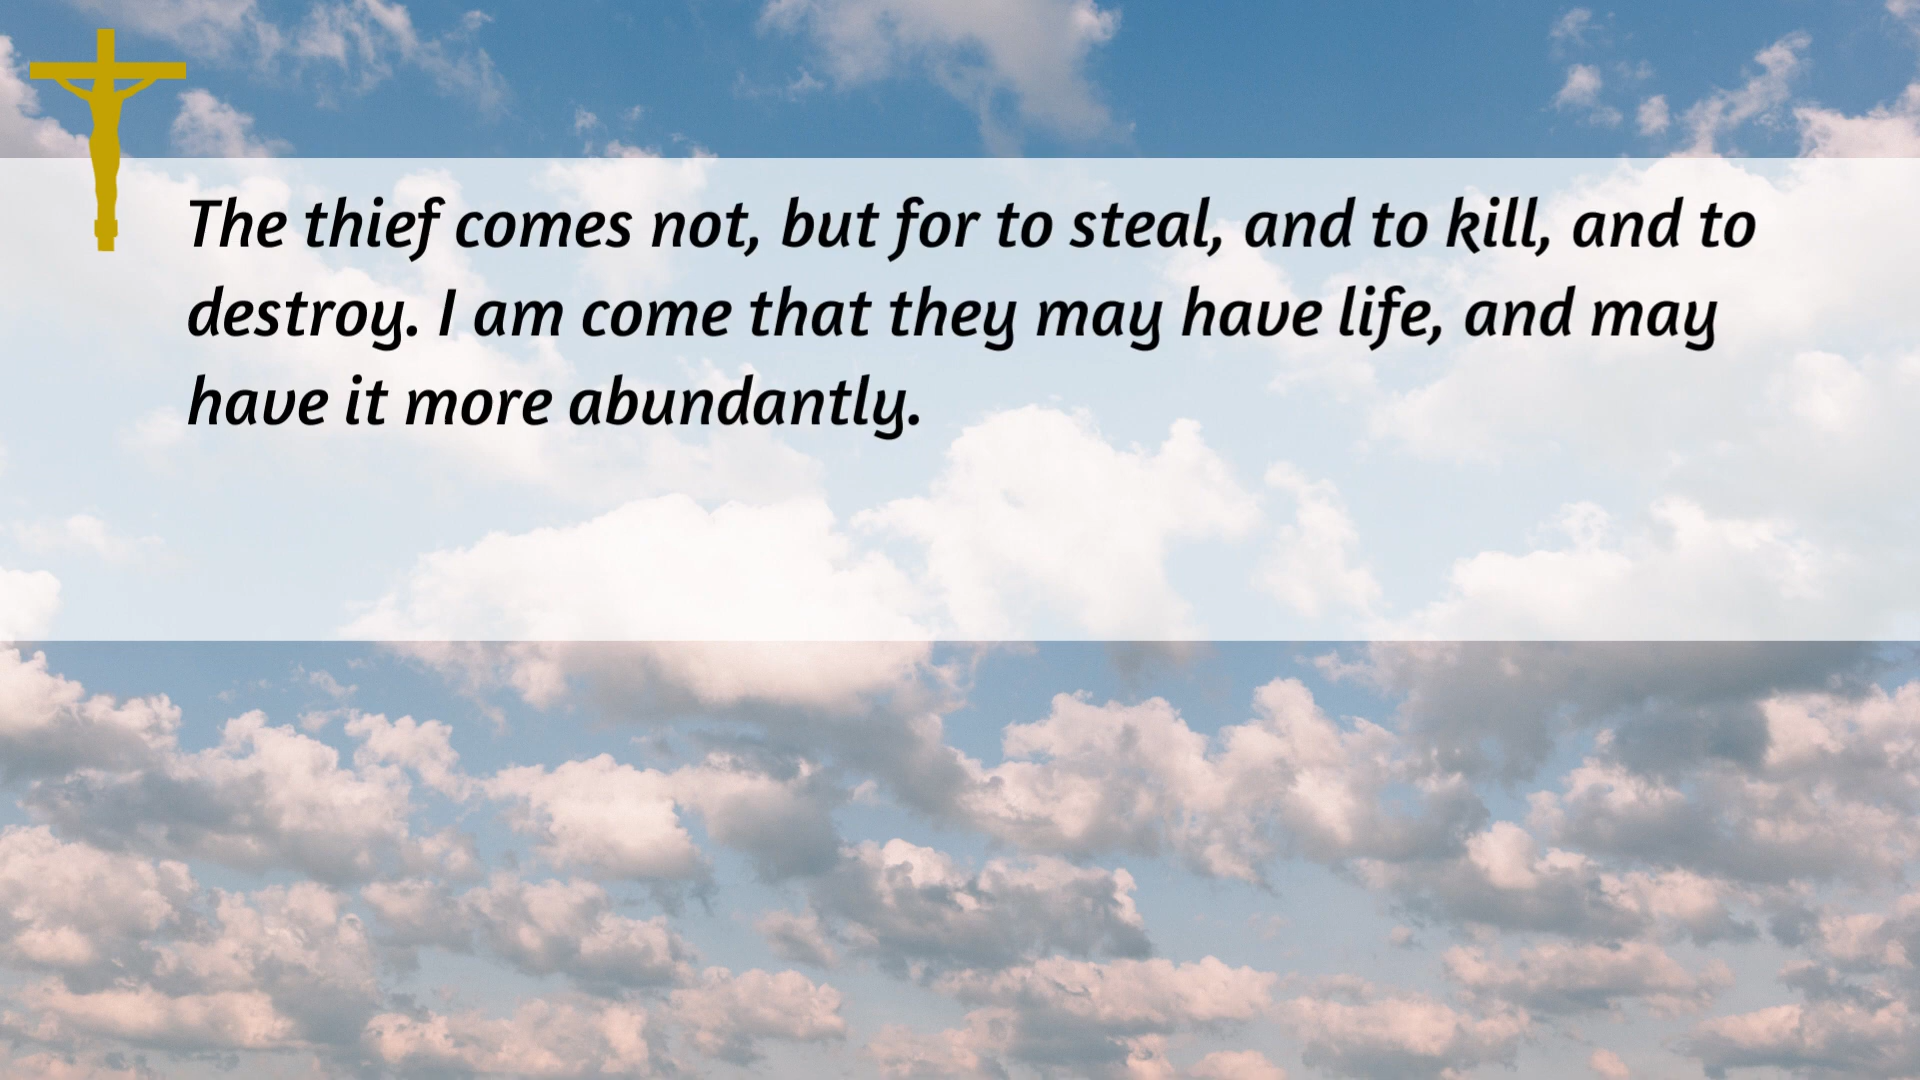 The thief comes not, but for to steal, and to kill, and to
destroy. I am come that they may have life, and may
have it more abundantly.